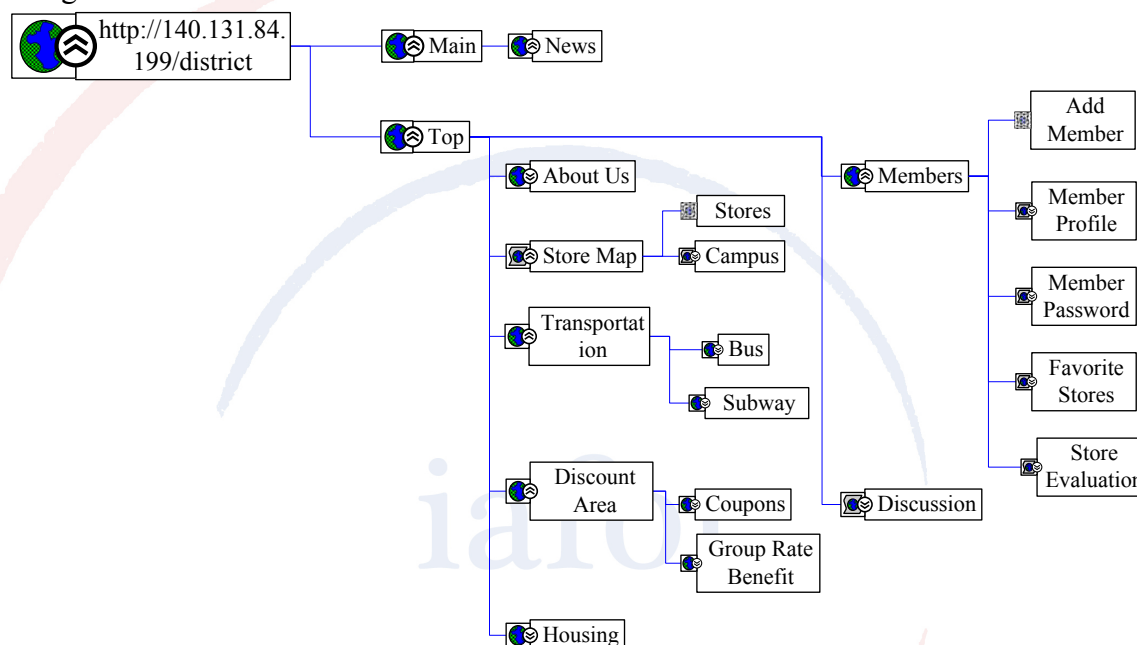 http://140.131.84.
199/district
Main
News
Top
About Us
Members
Add
Member
Stores
Member
Profile
Store Map
Campus
Member
Password
Transportat
ion
Bus
Favorite
Stores
Subway
Store
Evaluation
Discount
Area
Coupons
Discussion
Group Rate
Benefit
Housing
iafor